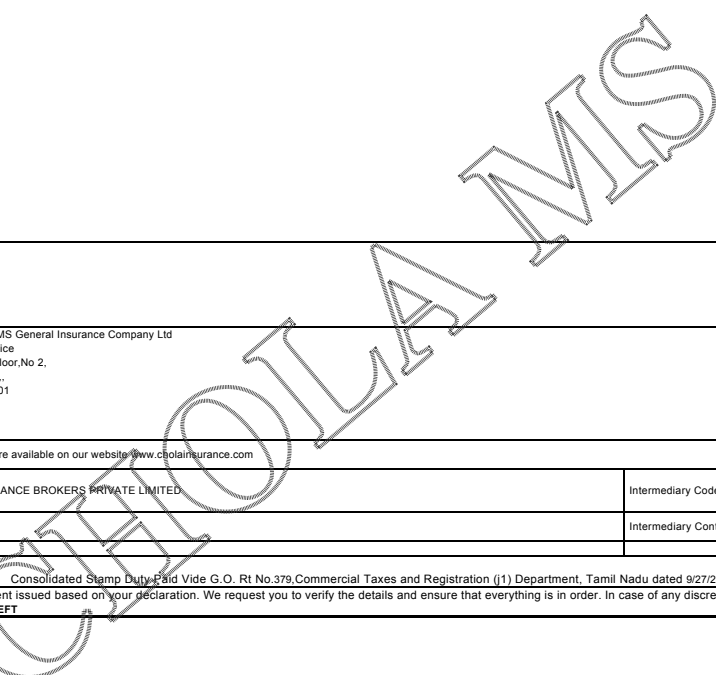 CHOLA MS
MS General Insurance Company Ltd
ice
loor,No 2,
,,
01
re available on our website www.cholainsurance.com
ANCE BROKERS PRIVATE LIMITED
Intermediary Code
Intermediary Cont
Consolidated Stamp Duty Paid Vide G.O. Rt No.379,Commercial Taxes and Registration (j1) Department, Tamil Nadu dated 9/27/2
ent issued based on your declaration. We request you to verify the details and ensure that everything is in order. In case of any discre
EFT